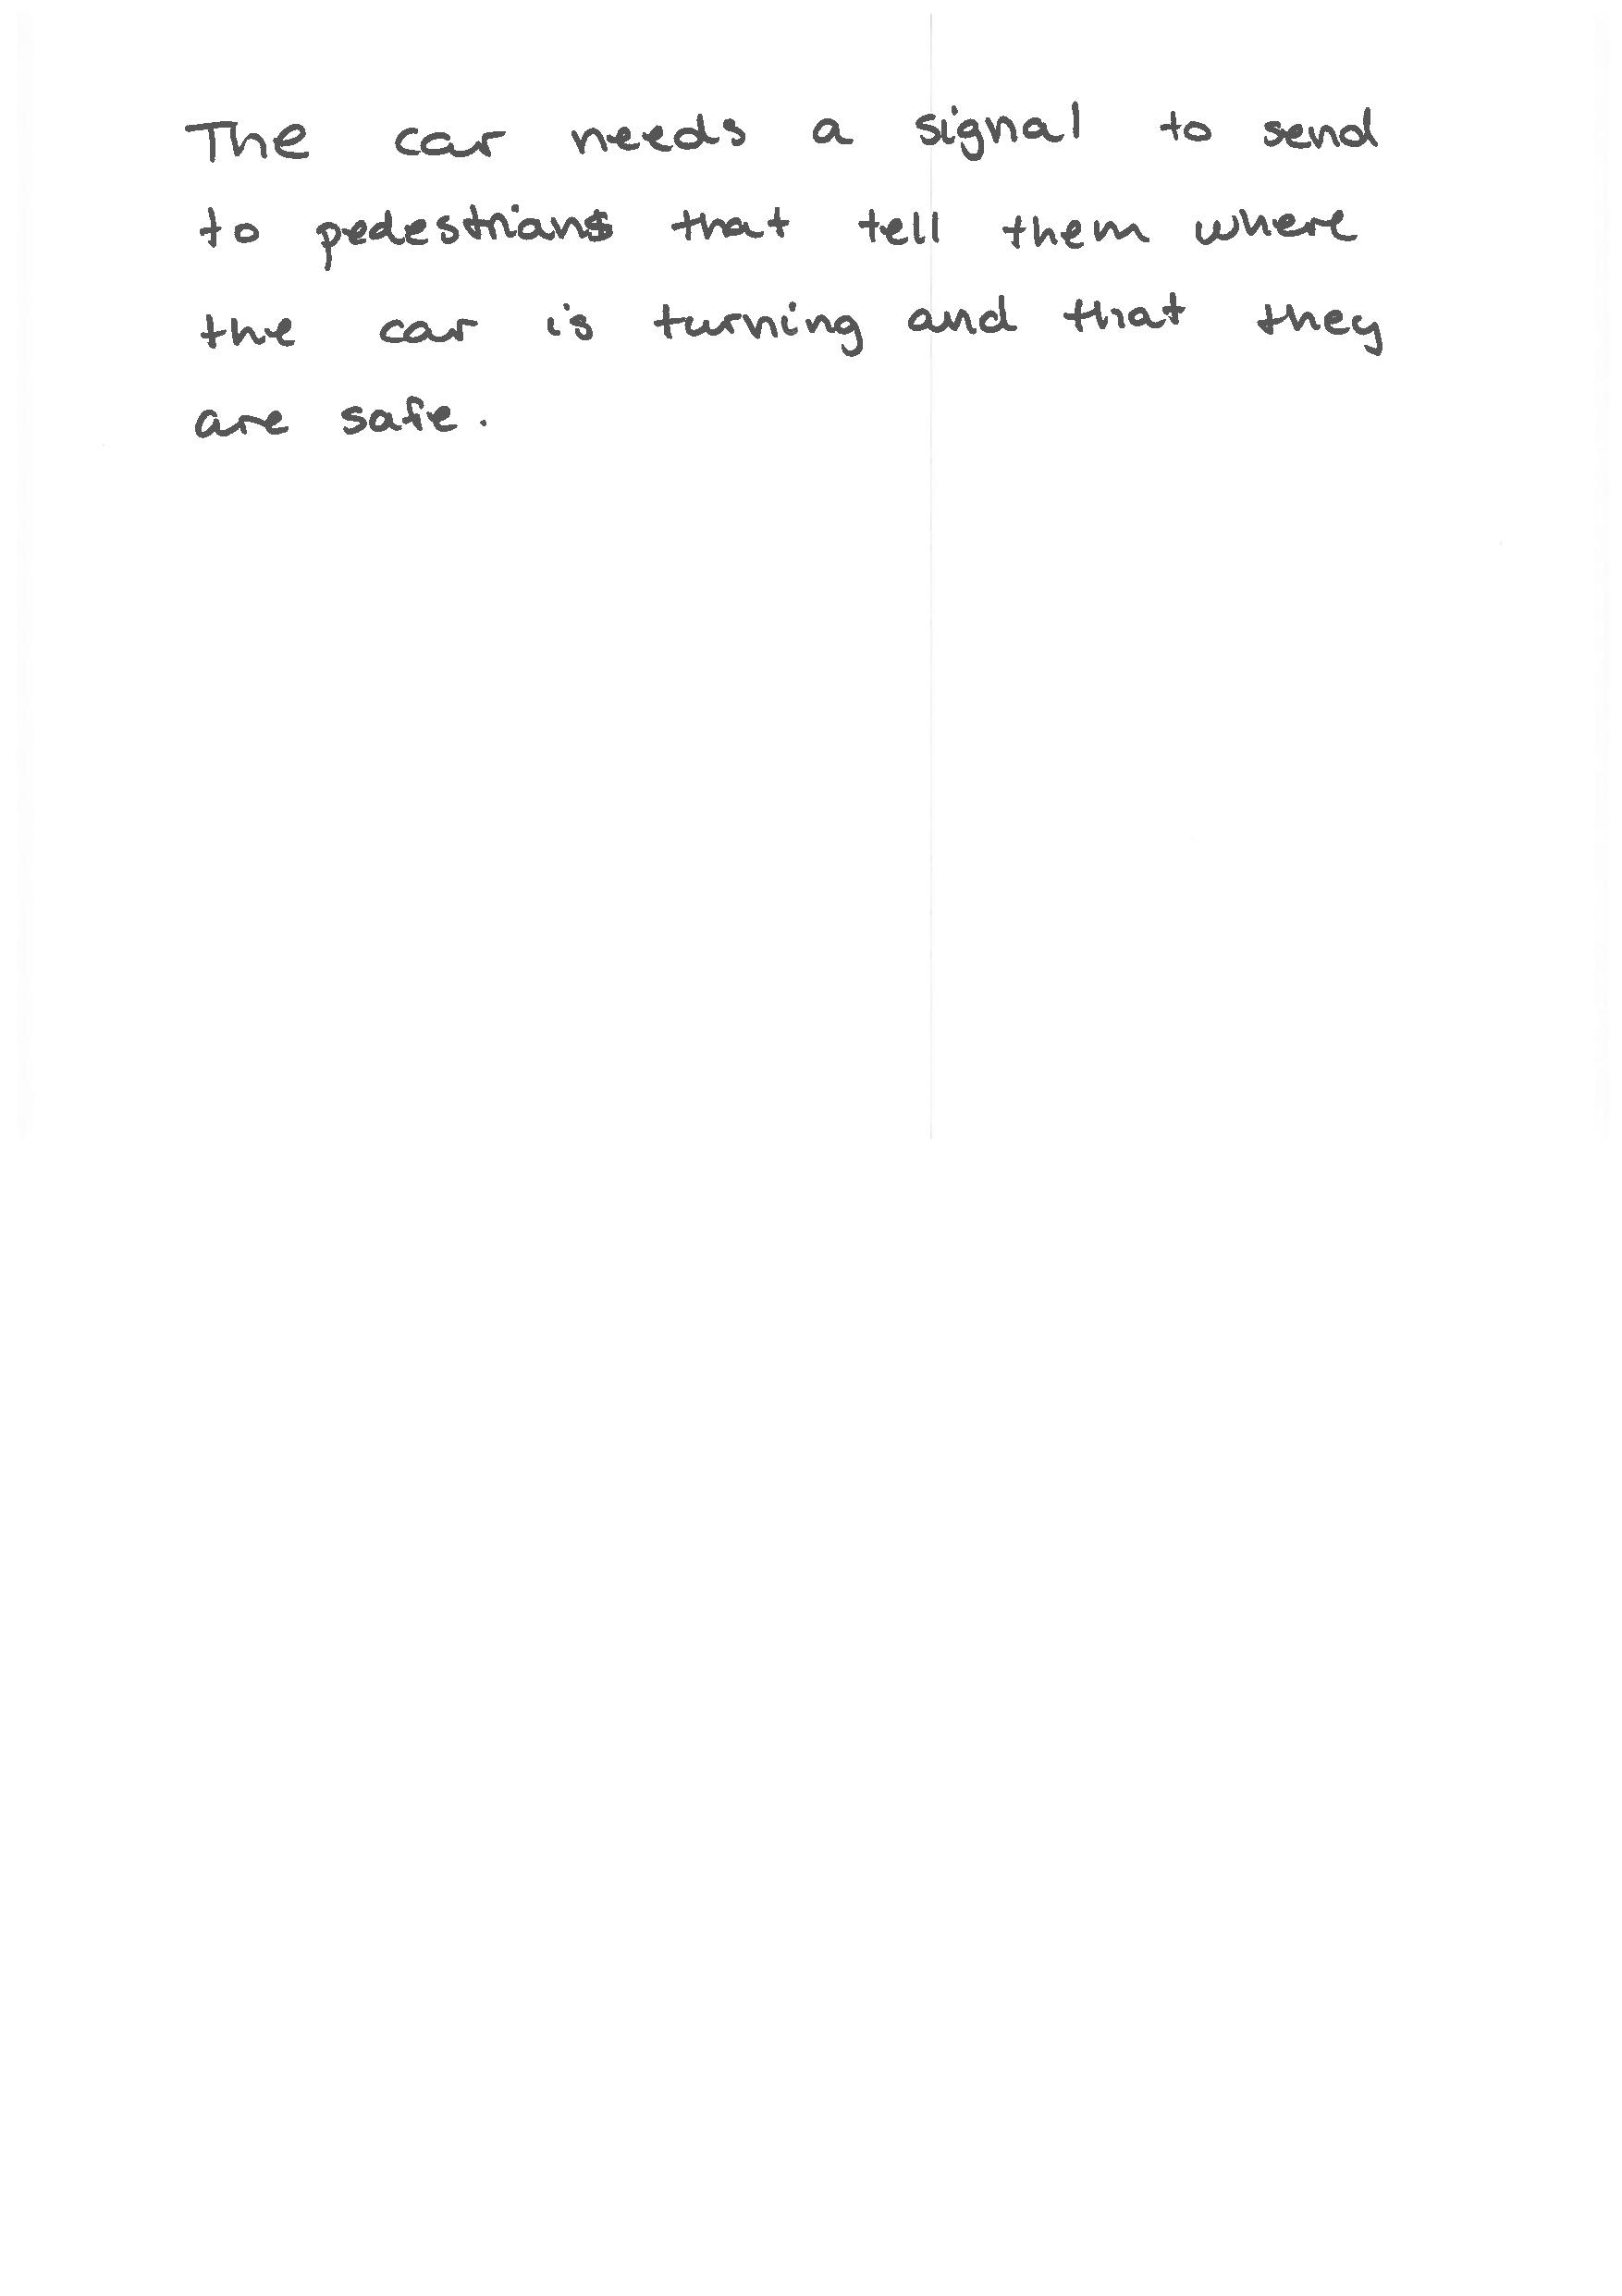 The car needs a signal to send
to pedestrians that tell them where
the car is turning and that they
are safe.